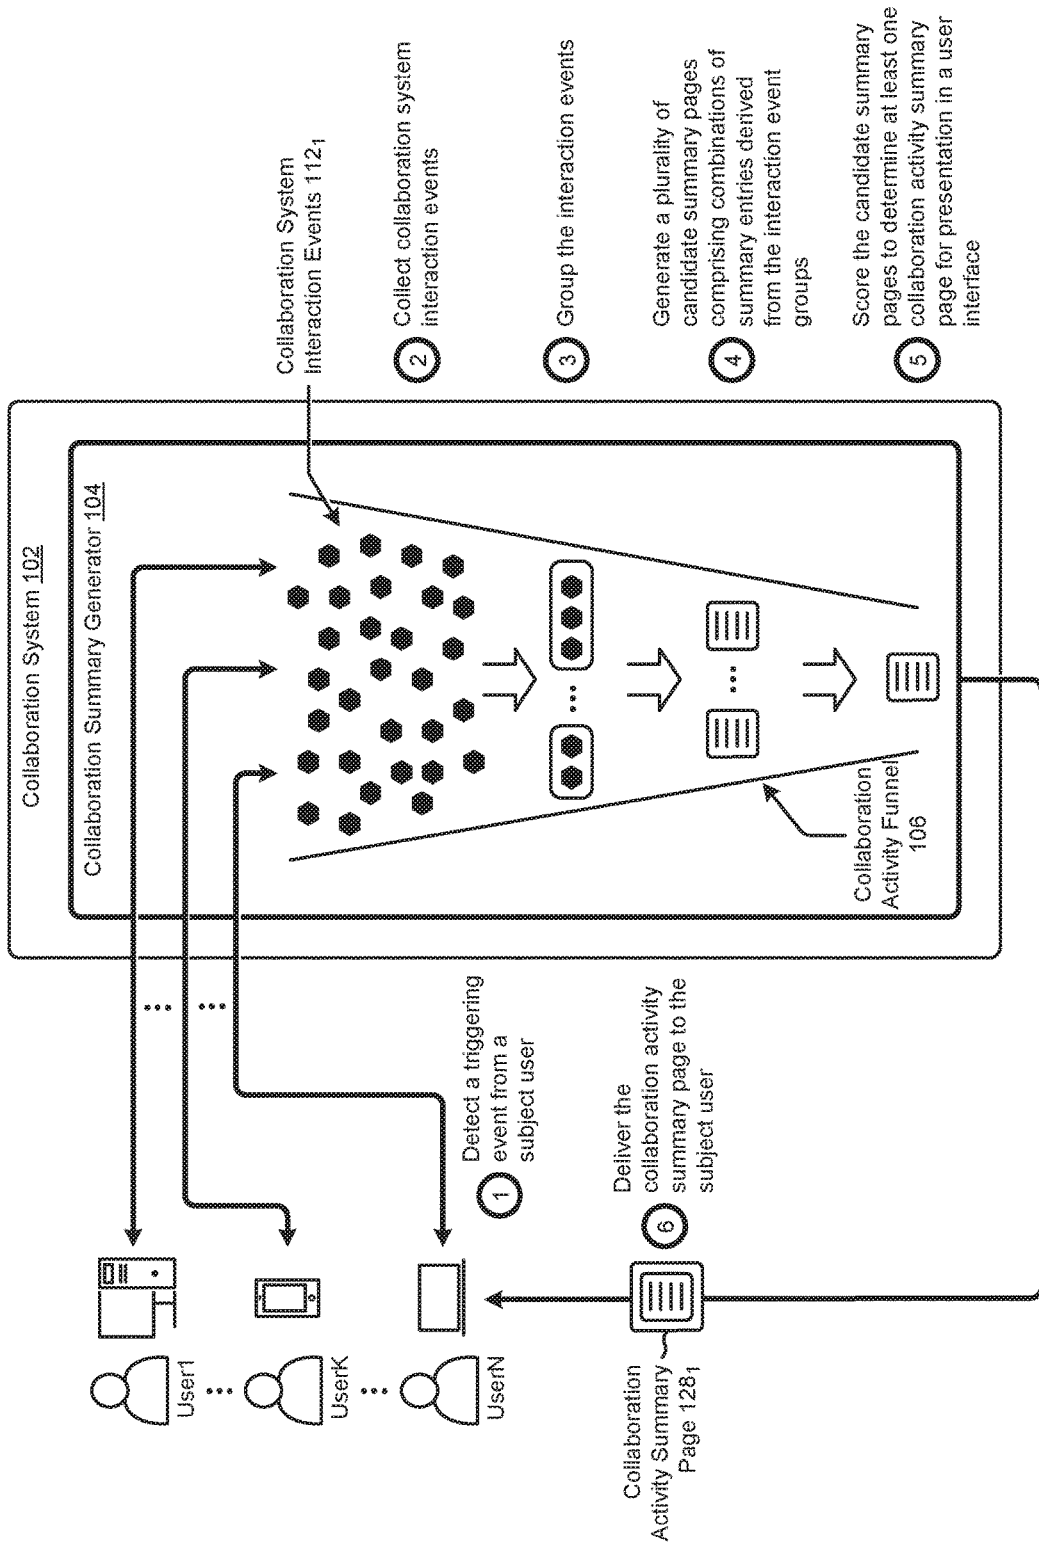 Collaboration System 102
Collaboration Summary Generator 104
Collaboration System
Interaction Events 112₁
User1
UserK
UserN
1
Detect a triggering
event from a
subject user
2
Collect collaboration system
interaction events
3
Group the interaction events
4
Generate a plurality of
candidate summary pages
comprising combinations of
summary entries derived
from the interaction event
groups
5
Score the candidate summary
pages to determine at least one
collaboration activity summary
page for presentation in a user
interface
Collaboration
Activity Funnel
106
6
Deliver the
collaboration activity
summary page to the
subject user
Collaboration
Activity Summary
Page 128₁